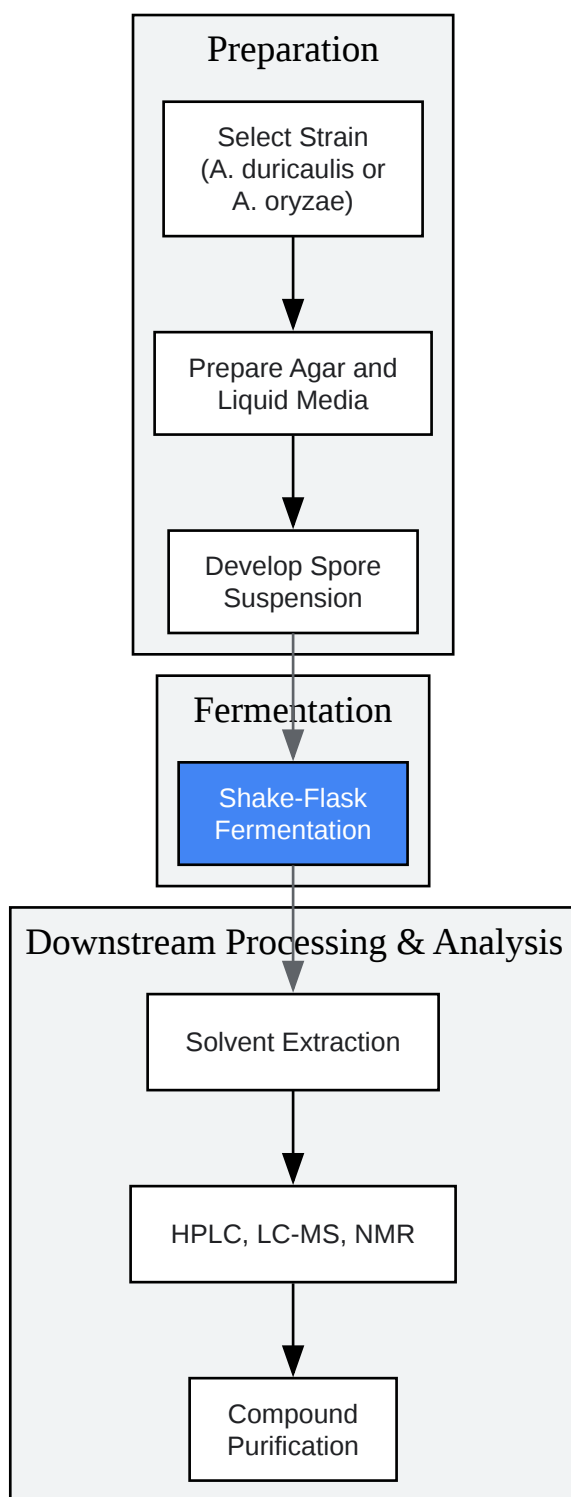 Preparation
Select Strain
(A. duricaulis or
A. oryzae)
Prepare Agar and
Liquid Media
Develop Spore
Suspension
Fermentation
Shake-Flask
Fermentation
Downstream Processing & Analysis
Solvent Extraction
HPLC, LC-MS, NMR
Compound
Purification